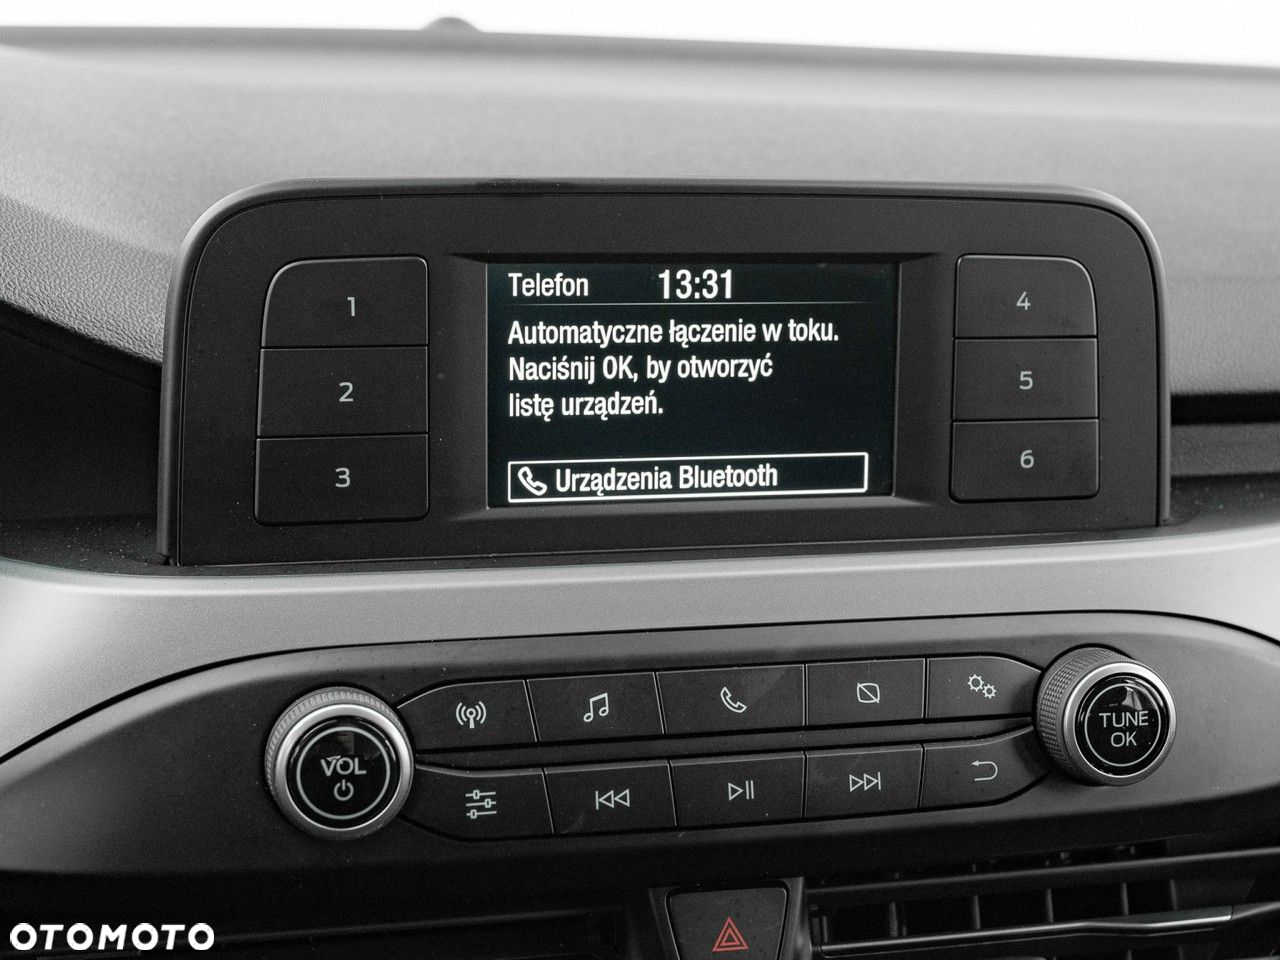 Telefon 13:31
Automatyczne łączenie w toku.
Naciśnij OK, by otworzyć
listę urządzeń.
Urządzenia Bluetooth
1
2
3
4
5
6
VOL
TUNE
OK
OTOMOTO